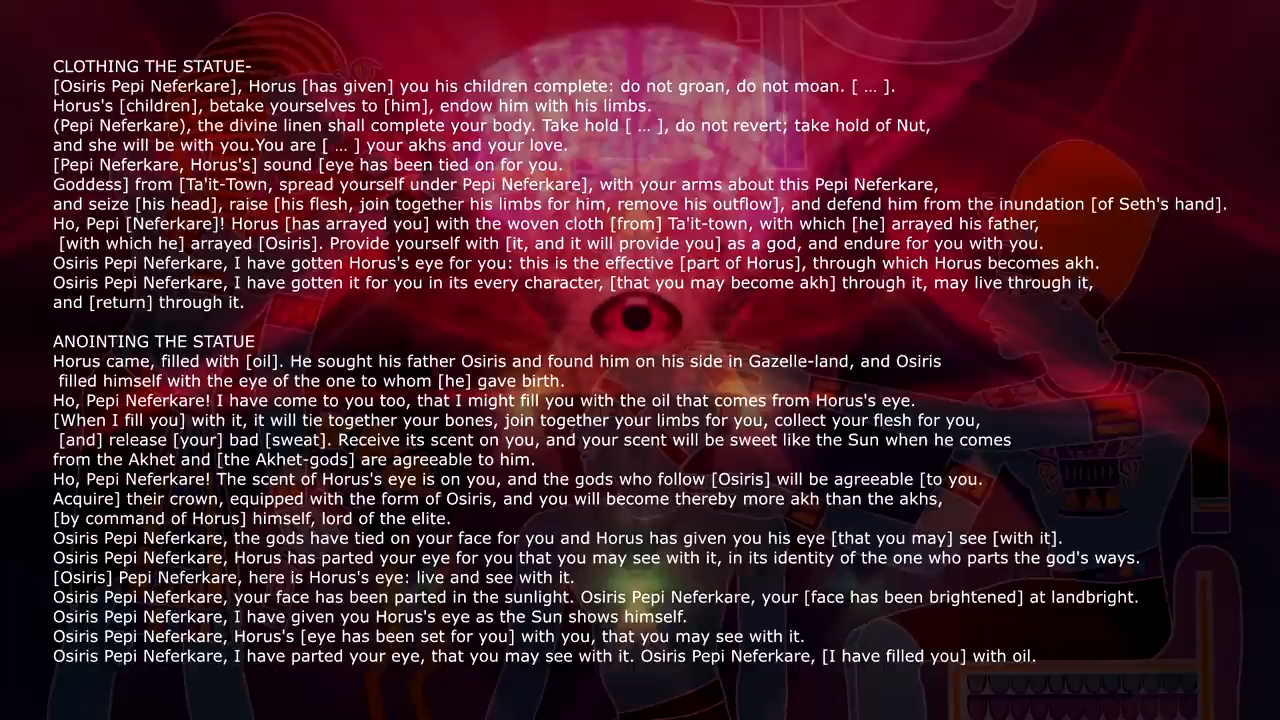 CLOTHING THE STATUE-
[Osiris Pepi Neferkare], Horus [has given] you his children complete: do not groan, do not moan. [ ... ].
Horus's [children], betake yourselves to [him], endow him with his limbs.
(Pepi Neferkare), the divine linen shall complete your body. Take hold [ ... ], do not revert; take hold of Nut,
and she will be with you.You are [ ... ] your akhs and your love.
[Pepi Neferkare, Horus's] sound [eye has been tied on for you.
Goddess] from [Ta'it-Town, spread yourself under Pepi Neferkare], with your arms about this Pepi Neferkare,
and seize [his head], raise [his flesh, join together his limbs for him, remove his outflow], and defend him from the inundation [of Seth's hand].
Ho, Pepi [Neferkare]! Horus [has arrayed you] with the woven cloth [from] Ta'it-town, with which [he] arrayed his father,
[with which he] arrayed [Osiris]. Provide yourself with [it, and it will provide you] as a god, and endure for you with you.
Osiris Pepi Neferkare, I have gotten Horus's eye for you: this is the effective [part of Horus], through which Horus becomes akh.
Osiris Pepi Neferkare, I have gotten it for you in its every character, [that you may become akh] through it, may live through it,
and [return] through it.
ANOINTING THE STATUE
Horus came, filled with [oil]. He sought his father Osiris and found him on his side in Gazelle-land, and Osiris
filled himself with the eye of the one to whom [he] gave birth.
Ho, Pepi Neferkare! I have come to you too, that I might fill you with the oil that comes from Horus's eye.
[When I fill you] with it, it will tie together your bones, join together your limbs for you, collect your flesh for you,
[and] release [your] bad [sweat]. Receive its scent on you, and your scent will be sweet like the Sun when he comes
from the Akhet and [the Akhet-gods] are agreeable to him.
Ho, Pepi Neferkare! The scent of Horus's eye is on you, and the gods who follow [Osiris] will be agreeable [to you.
Acquire] their crown, equipped with the form of Osiris, and you will become thereby more akh than the akhs,
[by command of Horus] himself, lord of the elite.
Osiris Pepi Neferkare, the gods have tied on your face for you and Horus has given you his eye [that you may] see [with it].
Osiris Pepi Neferkare, Horus has parted your eye for you that you may see with it, in its identity of the one who parts the god's ways.
[Osiris] Pepi Neferkare, here is Horus's eye: live and see with it.
Osiris Pepi Neferkare, your face has been parted in the sunlight. Osiris Pepi Neferkare, your [face has been brightened] at landbright.
Osiris Pepi Neferkare, I have given you Horus's eye as the Sun shows himself.
Osiris Pepi Neferkare, Horus's [eye has been set for you] with you, that you may see with it.
Osiris Pepi Neferkare, I have parted your eye, that you may see with it. Osiris Pepi Neferkare, [I have filled you] with oil.